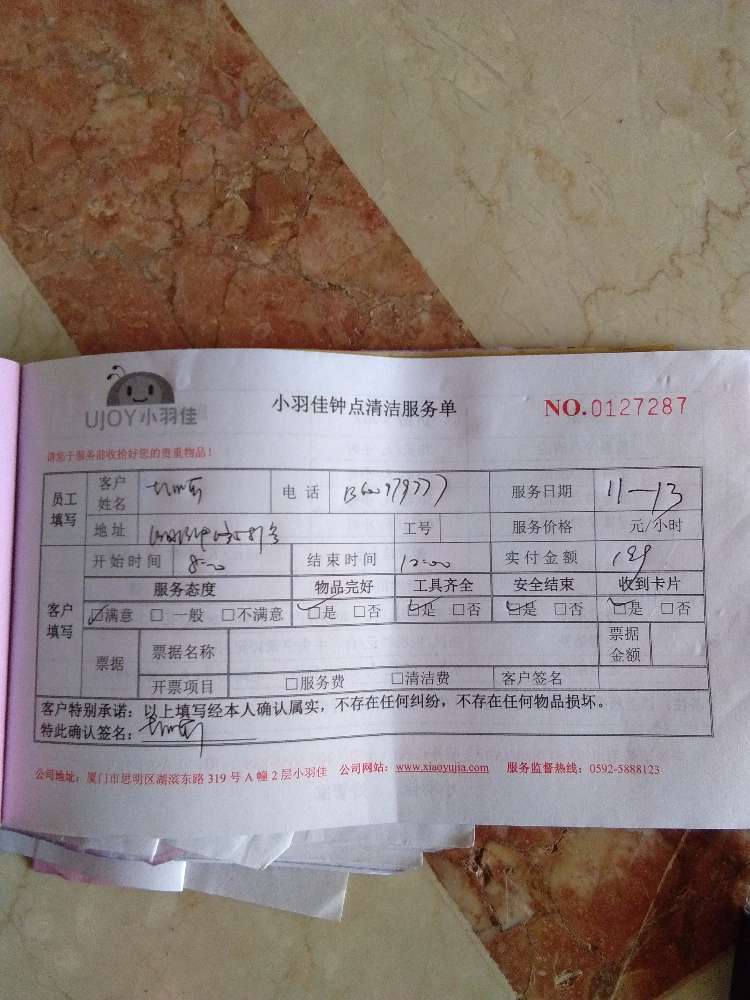 UJOY小羽佳
小羽佳钟点清洁服务单
NO.0127287
请您于服务前收拾好您的贵重物品!
员工填写 客户姓名 电话 服务日期 11-13
地址 工号 服务价格 元/小时
客户填写 开始时间 8:00 结束时间 12:00 实付金额
服务态度 物品完好 工具齐全 安全结束 收到卡片
☑满意 □ 一般 □不满意 ☑是 □否 ☑是 □否 ☑是 □否 ☑是 □否
票据 票据名称 票据金额
开票项目 □服务费 □清洁费 客户签名
客户特别承诺:以上填写经本人确认属实,不存在任何纠纷,不存在任何物品损坏。
特此确认签名:
公司地址:厦门市思明区湖滨东路 319 号 A 幢 2 层小羽佳 公司网站:www.xiaoyujia.com 服务监督热线:0592-5888123